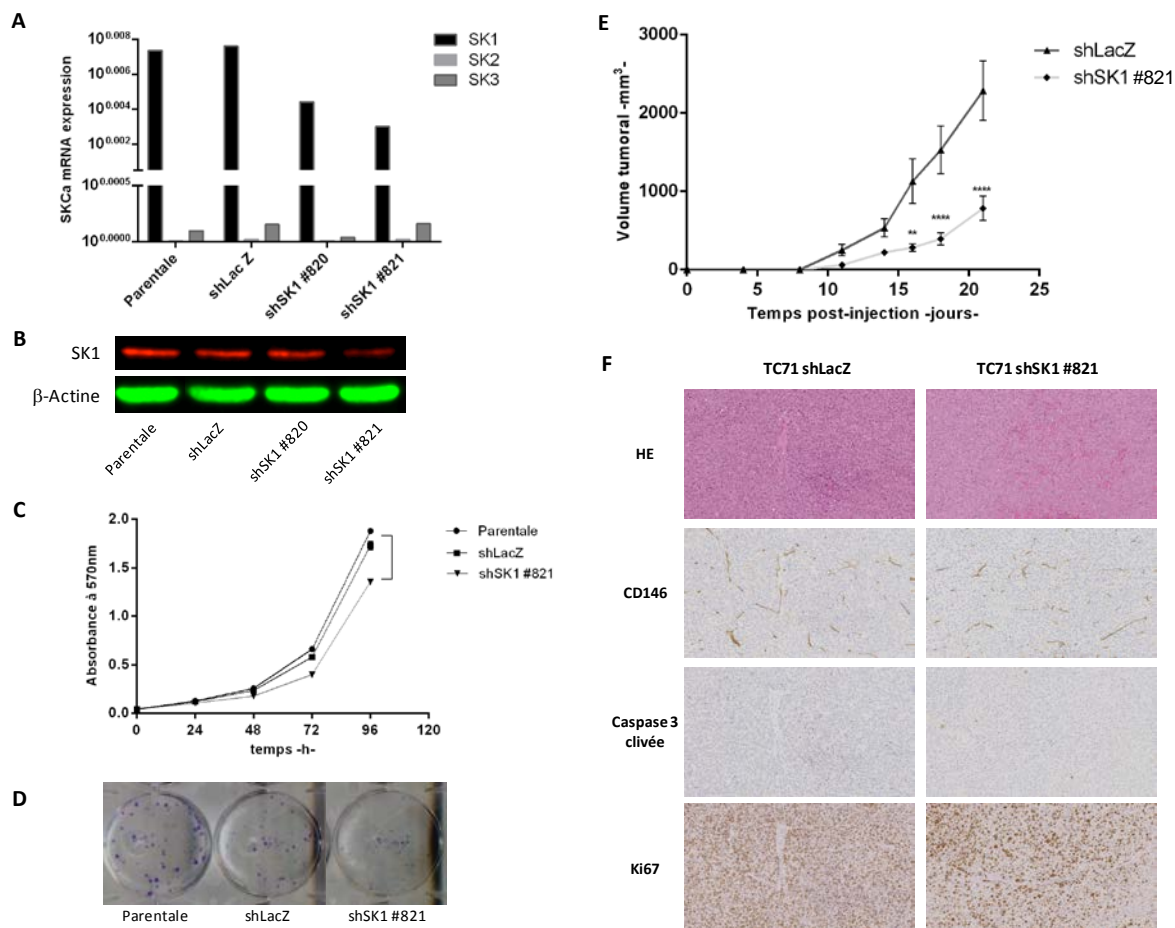 A
SKCa mRNA expression
10^0.008
10^0.006
10^0.004
10^0.002
10^0.0005
10^0.0000
SK1
SK2
SK3
Parentale
shLac Z
shSK1 #820
shSK1 #821
B
SK1
β-Actine
Parentale
shLacZ
shSK1 #820
shSK1 #821
C
Absorbance à 570nm
2.0
1.5
1.0
0.5
0.0
0 24 48 72 96 120
temps -h-
Parentale
shLacZ
shSK1 #821
D
Parentale shLacZ shSK1 #821
E
Volume tumoral -mm³-
3000
2000
1000
0
0 5 10 15 20 25
Temps post-injection -jours-
shLacZ
shSK1 #821
**
****
****
F
TC71 shLacZ TC71 shSK1 #821
HE
CD146
Caspase 3
clivée
Ki67